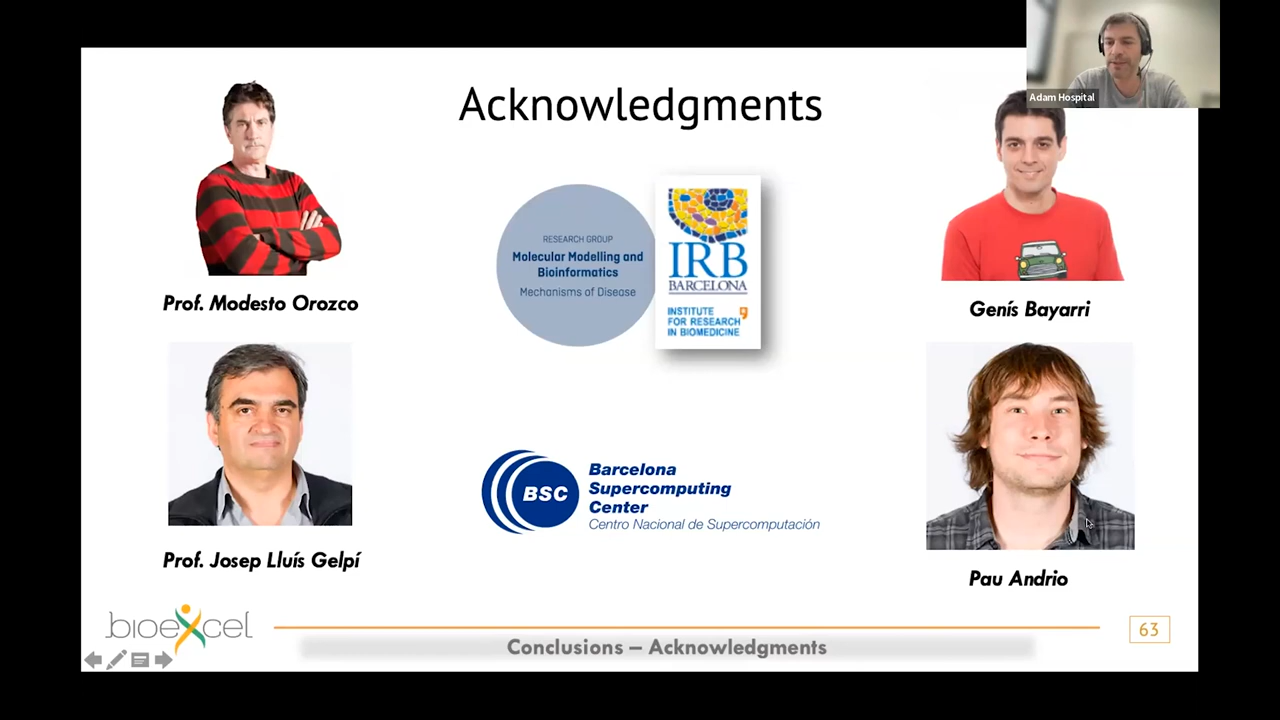 Acknowledgments
Adam Hospital
RESEARCH GROUP
Molecular Modelling and
Bioinformatics
Mechanisms of Disease
IRB
BARCELONA
INSTITUTE
FOR RESEARCH
IN BIOMEDICINE
Prof. Modesto Orozco
Genís Bayarri
BSC
Barcelona
Supercomputing
Center
Centro Nacional de Supercomputación
Prof. Josep Lluís Gelpí
Pau Andrio
bioexcel
63
Conclusions – Acknowledgments